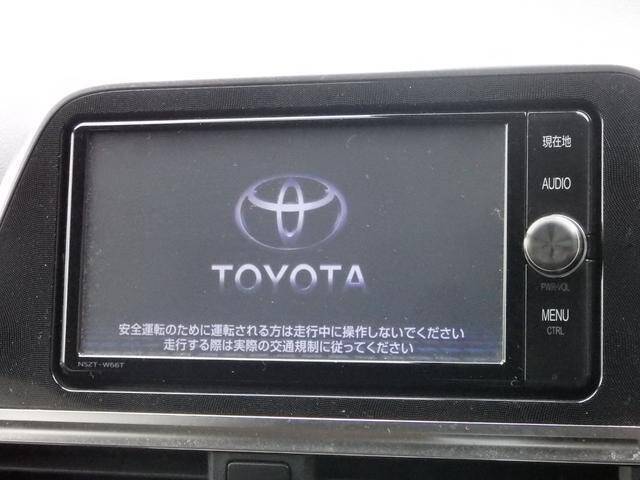 現在地
AUDIO
TOYOTA
PWR•VOL
MENU
CTRL
安全運転のために運転される方は走行中に操作しないでください
走行する際は実際の交通規制に従ってください
NSZT-W66T